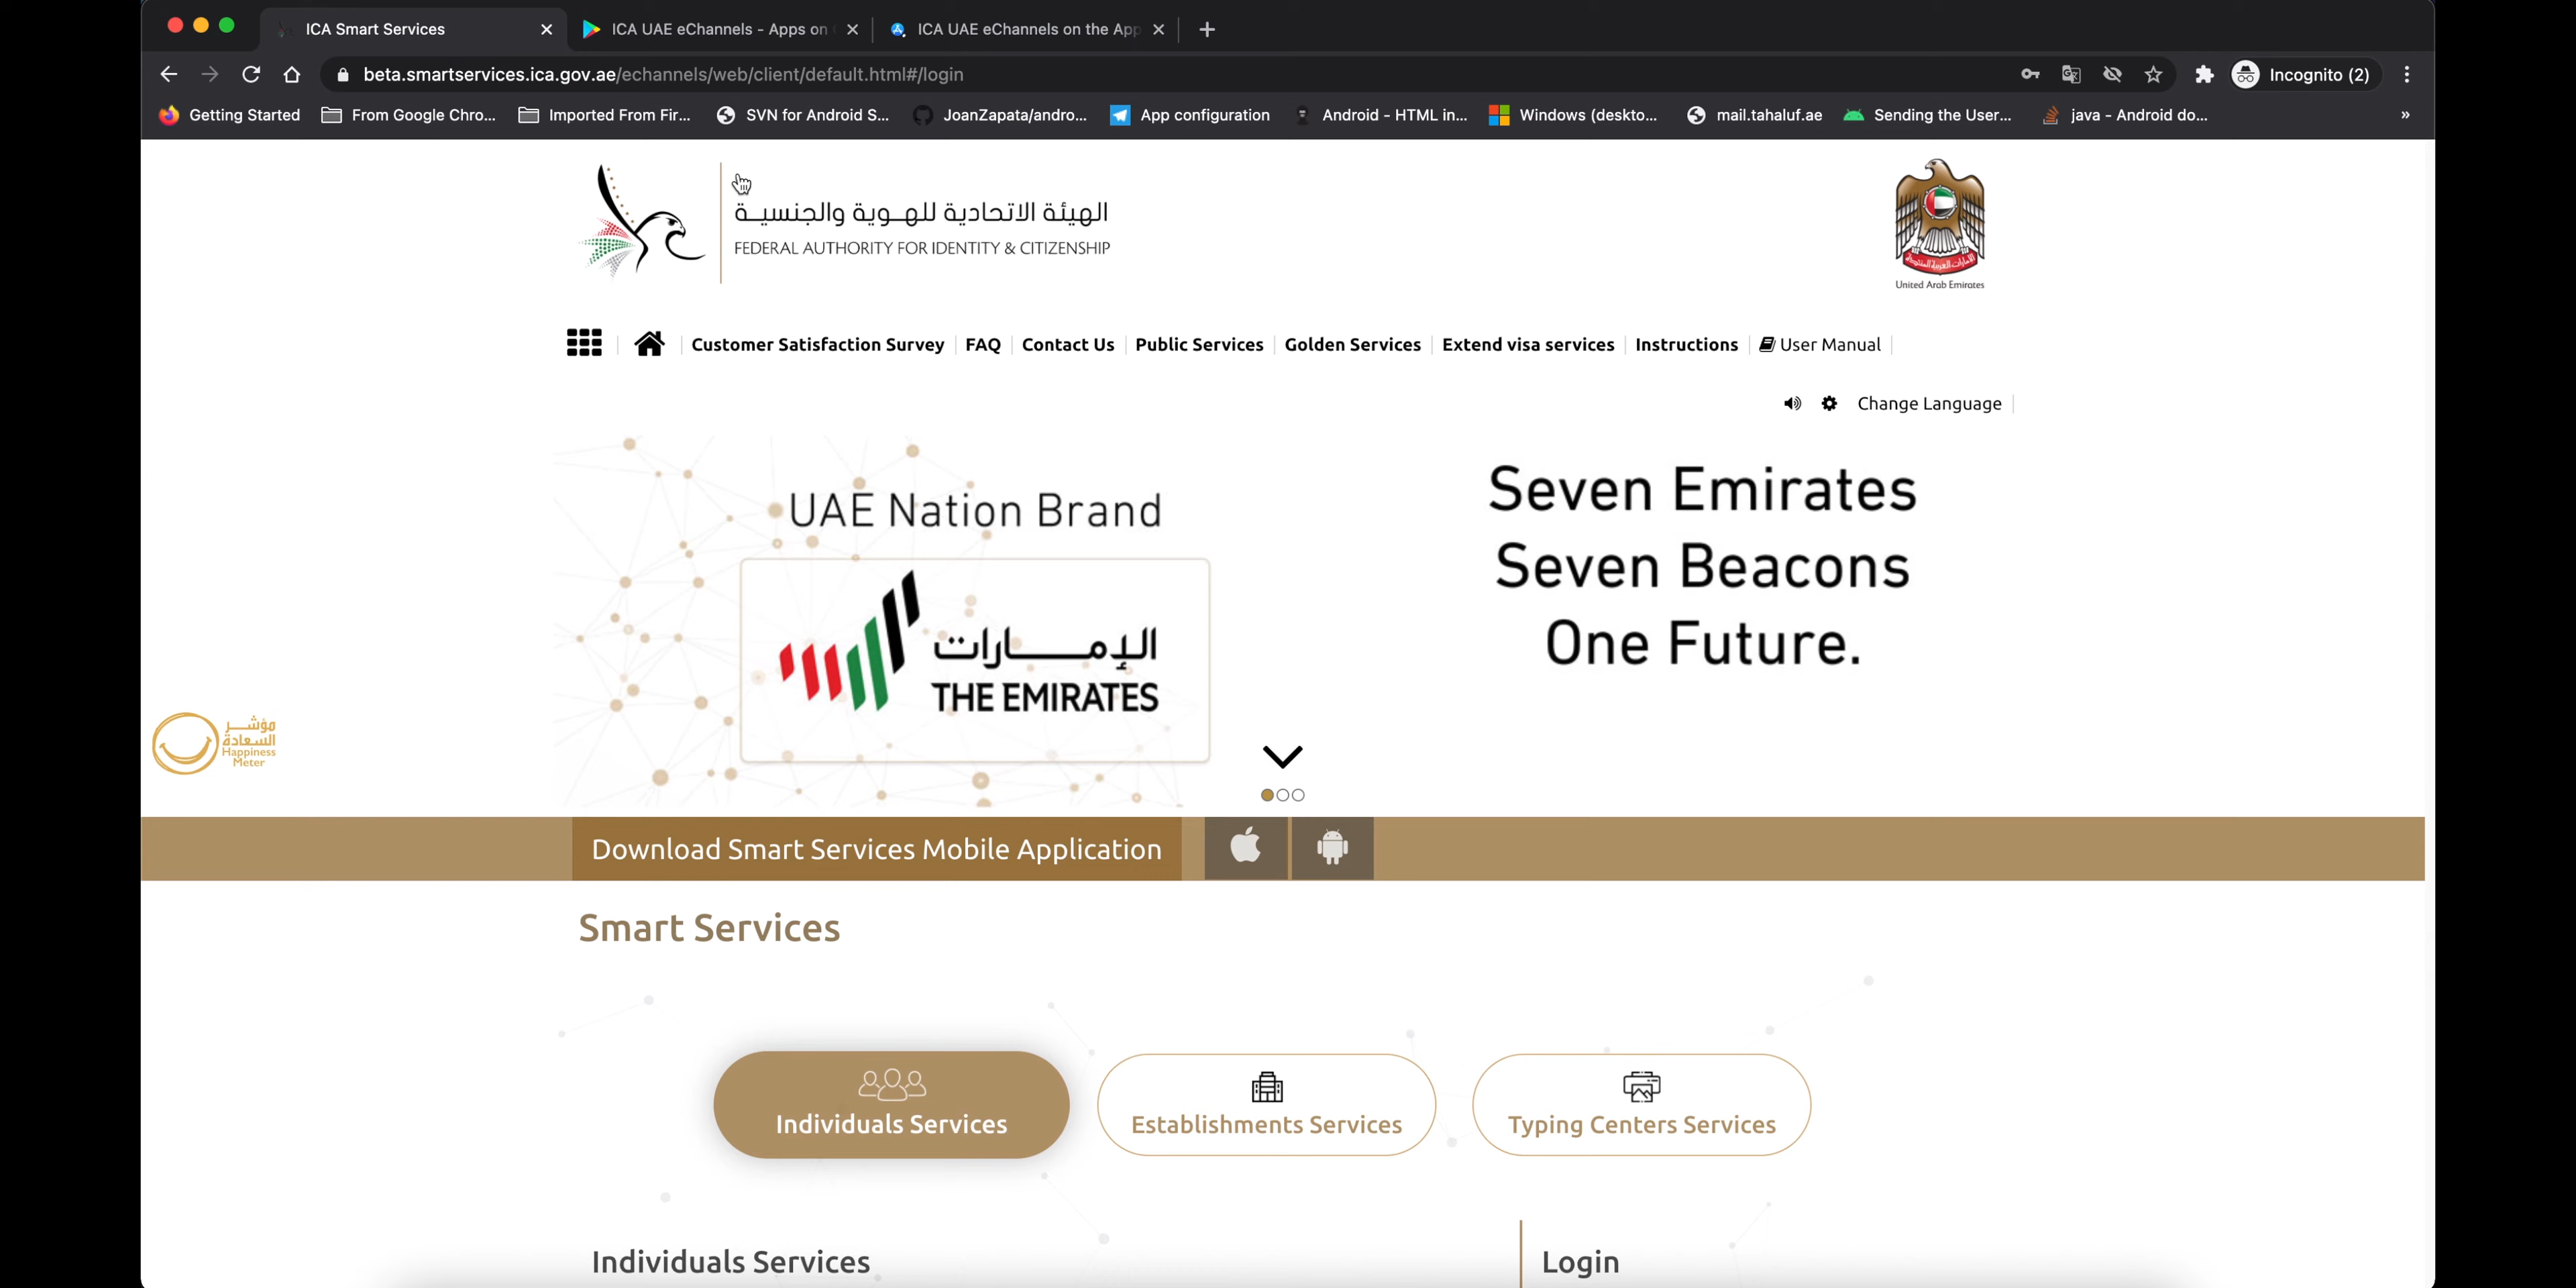 ICA Smart Services
ICA UAE eChannels - Apps on
ICA UAE eChannels on the App
beta.smartservices.ica.gov.ae/echannels/web/client/default.html#/login
Incognito (2)
Getting Started
From Google Chro...
Imported From Fir...
SVN for Android S...
JoanZapata/andro...
App configuration
Android - HTML in...
Windows (deskto...
mail.tahaluf.ae
Sending the User...
java - Android do...
»
الهيئة الاتحادية للهوية والجنسية
FEDERAL AUTHORITY FOR IDENTITY & CITIZENSHIP
United Arab Emirates
Customer Satisfaction Survey
FAQ
Contact Us
Public Services
Golden Services
Extend visa services
Instructions
User Manual
Change Language
UAE Nation Brand
الإمارات
THE EMIRATES
Seven Emirates
Seven Beacons
One Future.
مؤشر
السعادة
Happiness
Meter
Download Smart Services Mobile Application
Smart Services
Individuals Services
Establishments Services
Typing Centers Services
Individuals Services
Login